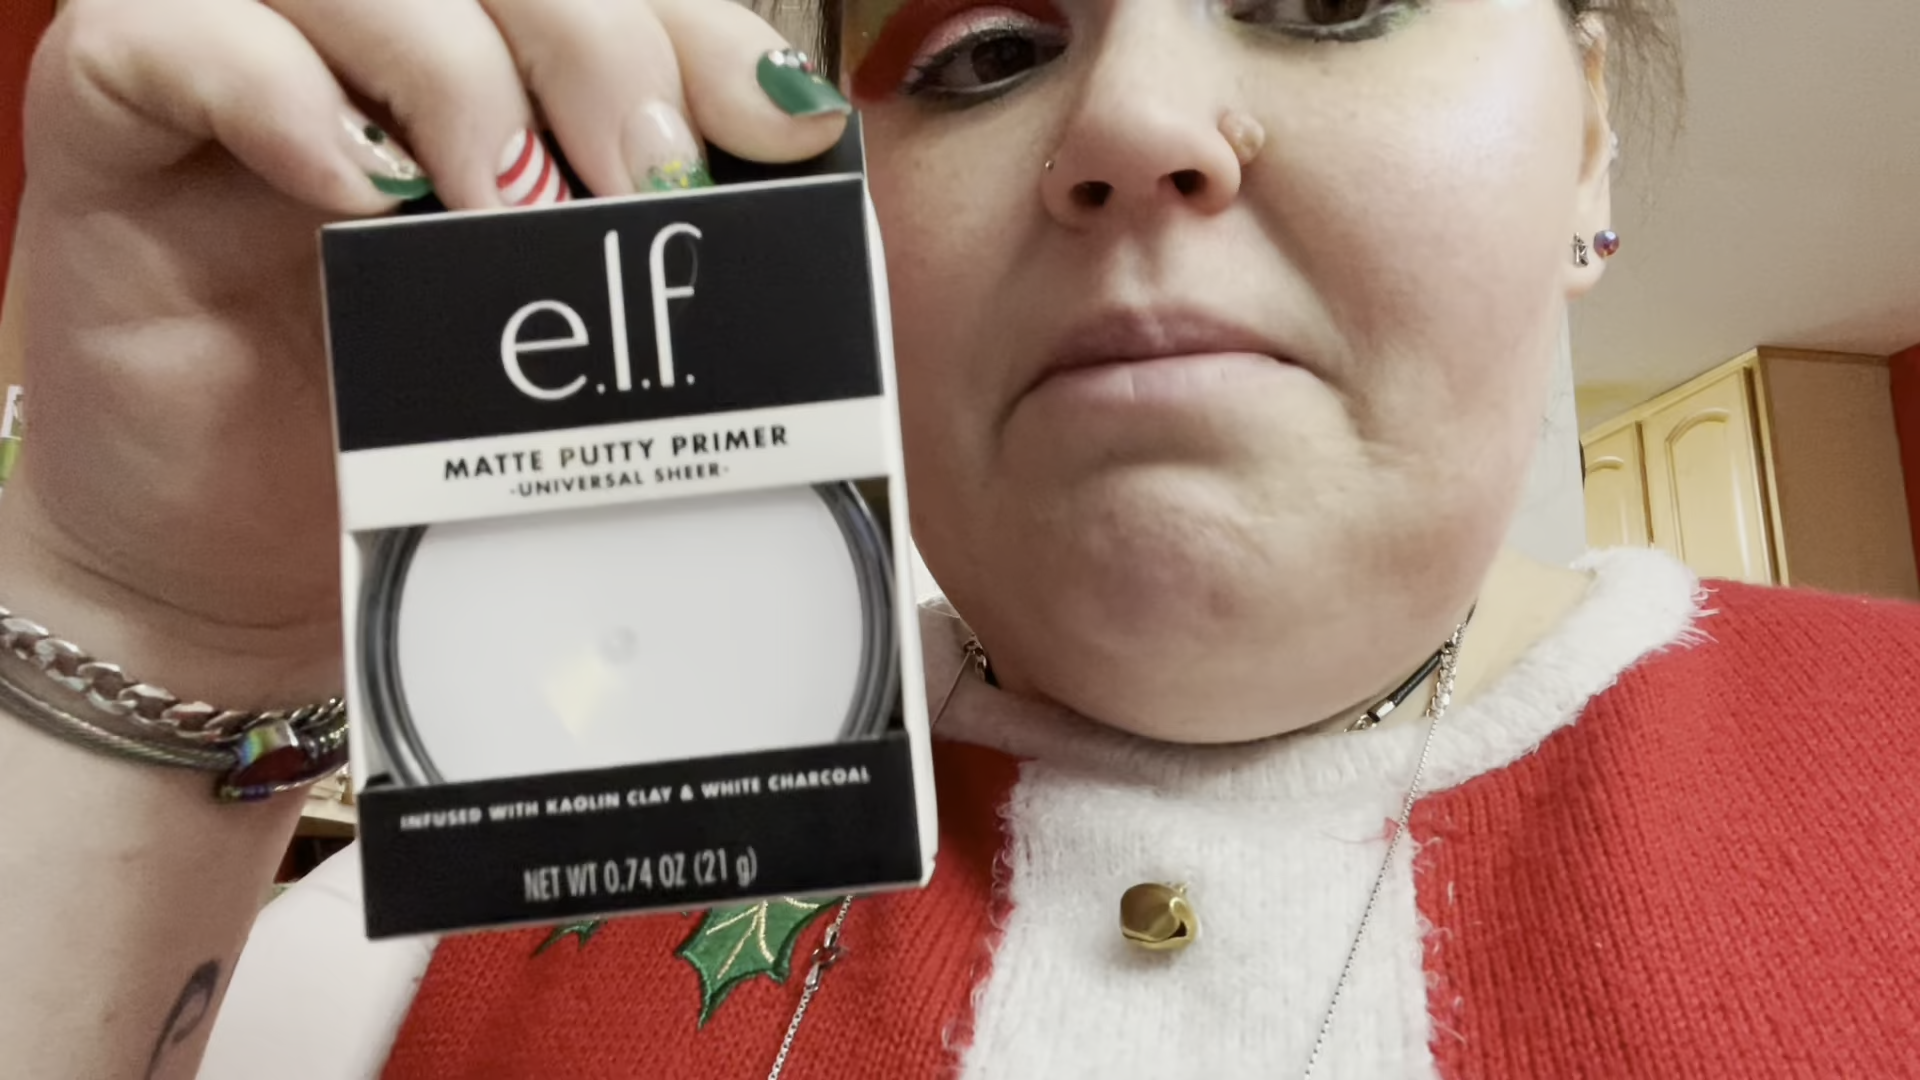 e.l.f.
MATTE PUTTY PRIMER
-UNIVERSAL SHEER-
INFUSED WITH KAOLIN CLAY & WHITE CHARCOAL
NET WT 0.74 OZ (21 g)